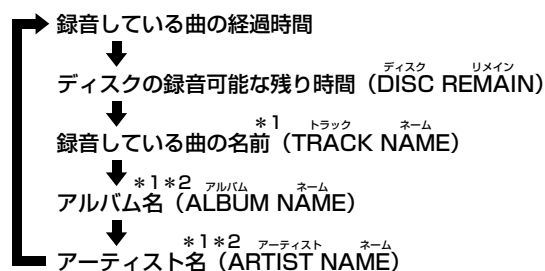 録音している曲の経過時間
ディスク リメイン
ディスクの録音可能な残り時間（DISC REMAIN）
＊1 トラック ネーム
録音している曲の名前（TRACK NAME）
＊1＊2 アルバム ネーム
アルバム名（ALBUM NAME）
＊1＊2 アーティスト ネーム
アーティスト名（ARTIST NAME）